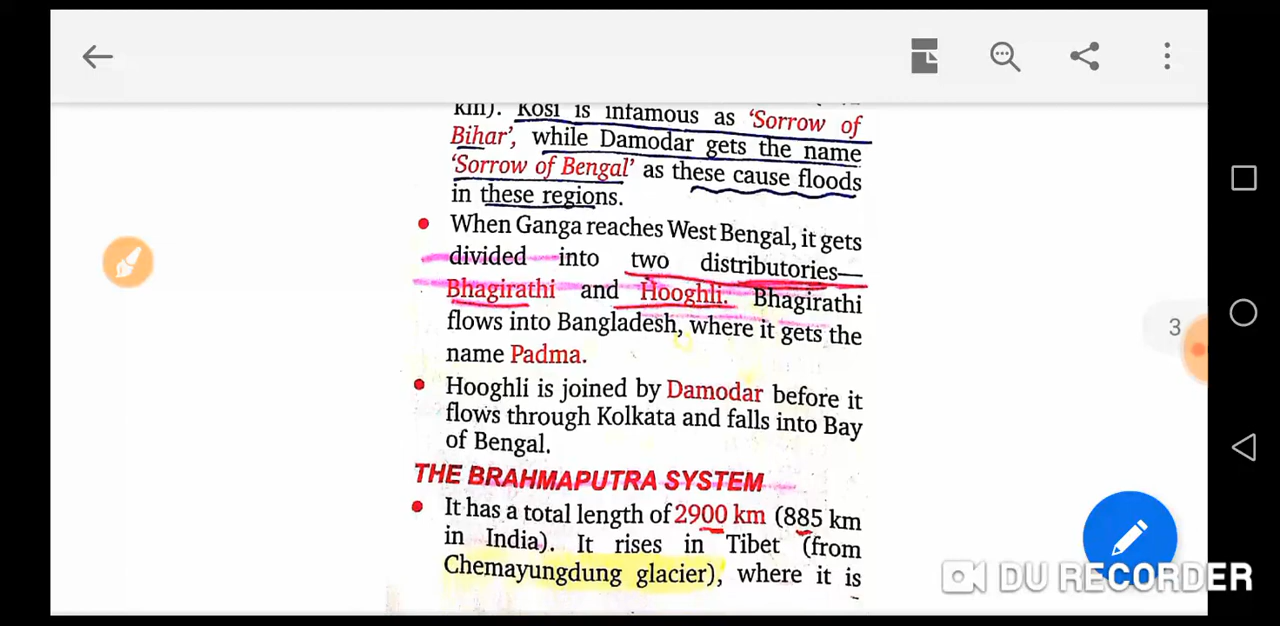 km). Kosi is infamous as ‘Sorrow of
Bihar’, while Damodar gets the name
‘Sorrow of Bengal’ as these cause floods
in these regions.
• When Ganga reaches West Bengal, it gets
divided into two distributories—
Bhagirathi and Hooghli. Bhagirathi
flows into Bangladesh, where it gets the
name Padma.
3
• Hooghli is joined by Damodar before it
flows through Kolkata and falls into Bay
of Bengal.
THE BRAHMAPUTRA SYSTEM
• It has a total length of 2900 km (885 km
in India). It rises in Tibet (from
Chemayungdung glacier), where it is
DU RECORDER